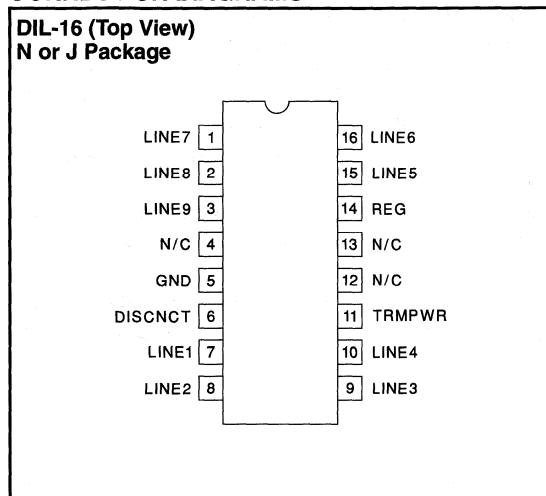 DIL-16 (Top View)
N or J Package
LINE7 1 16 LINE6
LINE8 2 15 LINE5
LINE9 3 14 REG
N/C 4 13 N/C
GND 5 12 N/C
DISCNCT 6 11 TRMPWR
LINE1 7 10 LINE4
LINE2 8 9 LINE3